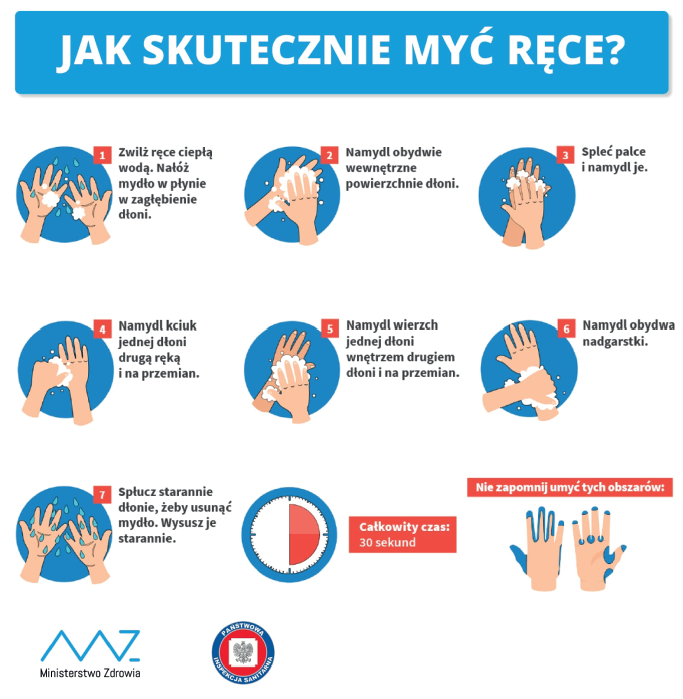 JAK SKUTECZNIE MYĆ RĘCE?
1
Zwilż ręce ciepłą
wodą. Nałóż
mydło w płynie
w zagłębienie
dłoni.
2
Namydl obydwie
wewnętrzne
powierzchnie dłoni.
3
Spleć palce
i namydl je.
4
Namydl kciuk
jednej dłoni
drugą ręką
i na przemian.
5
Namydl wierzch
jednej dłoni
wnętrzem drugiem
dłoni i na przemian.
6
Namydl obydwa
nadgarstki.
7
Spłucz starannie
dłonie, żeby usunąć
mydło. Wysusz je
starannie.
Całkowity czas:
30 sekund
Nie zapomnij umyć tych obszarów:
Ministerstwo Zdrowia
PAŃSTWOWA
INSPEKCJA SANITARNA